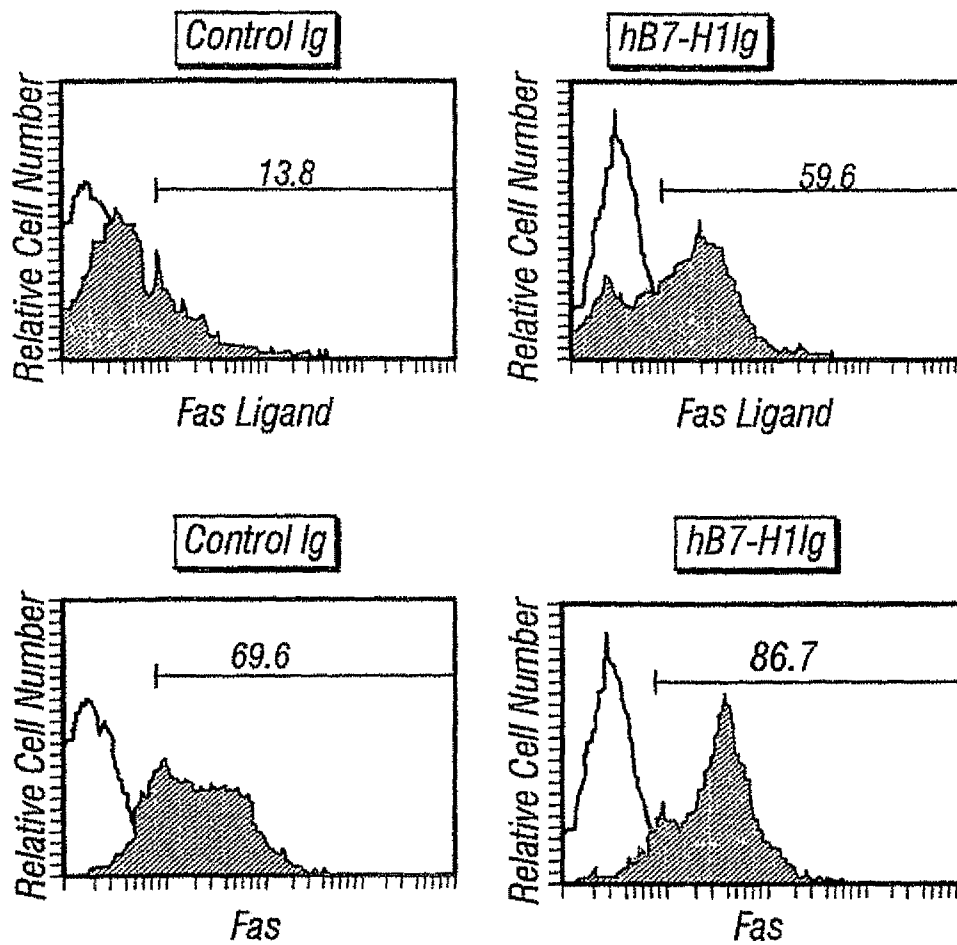 Control Ig
hB7-H1Ig
Relative Cell Number
13.8
Fas Ligand
Relative Cell Number
59.6
Fas Ligand
Control Ig
hB7-H1Ig
Relative Cell Number
69.6
Fas
Relative Cell Number
86.7
Fas